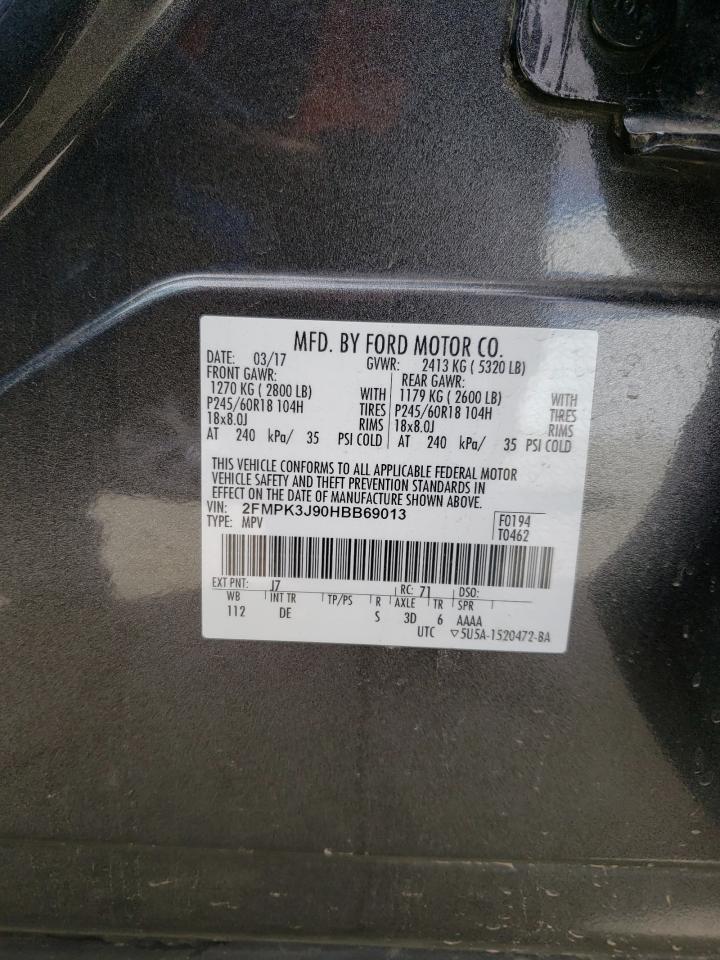 MFD. BY FORD MOTOR CO.
DATE: 03/17 GVWR: 2413 KG ( 5320 LB)
FRONT GAWR: REAR GAWR:
1270 KG ( 2800 LB) WITH 1179 KG ( 2600 LB) WITH
P245/60R18 104H TIRES P245/60R18 104H TIRES
18x8.0J RIMS 18x8.0J RIMS
AT 240 kPa/ 35 PSI COLD AT 240 kPa/ 35 PSI COLD
THIS VEHICLE CONFORMS TO ALL APPLICABLE FEDERAL MOTOR
VEHICLE SAFETY AND THEFT PREVENTION STANDARDS IN
EFFECT ON THE DATE OF MANUFACTURE SHOWN ABOVE.
VIN: 2FMPK3J90HBB69013
TYPE: MPV
F0194
T0462
EXT PNT: J7 RC: 71 DSO:
WB INT TR TP/PS R AXLE TR SPR
112 DE S 3D 6 AAAA
UTC ▽5U5A-1520472-BA